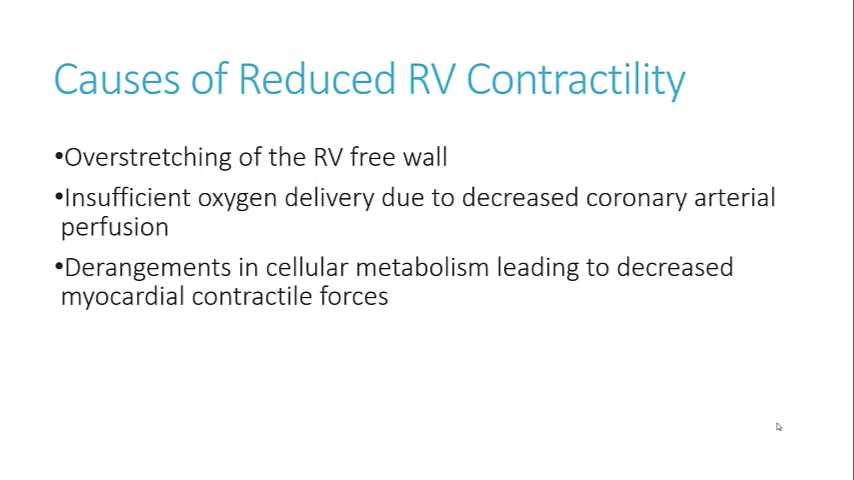 Causes of Reduced RV Contractility
•Overstretching of the RV free wall
•Insufficient oxygen delivery due to decreased coronary arterial
perfusion
•Derangements in cellular metabolism leading to decreased
myocardial contractile forces